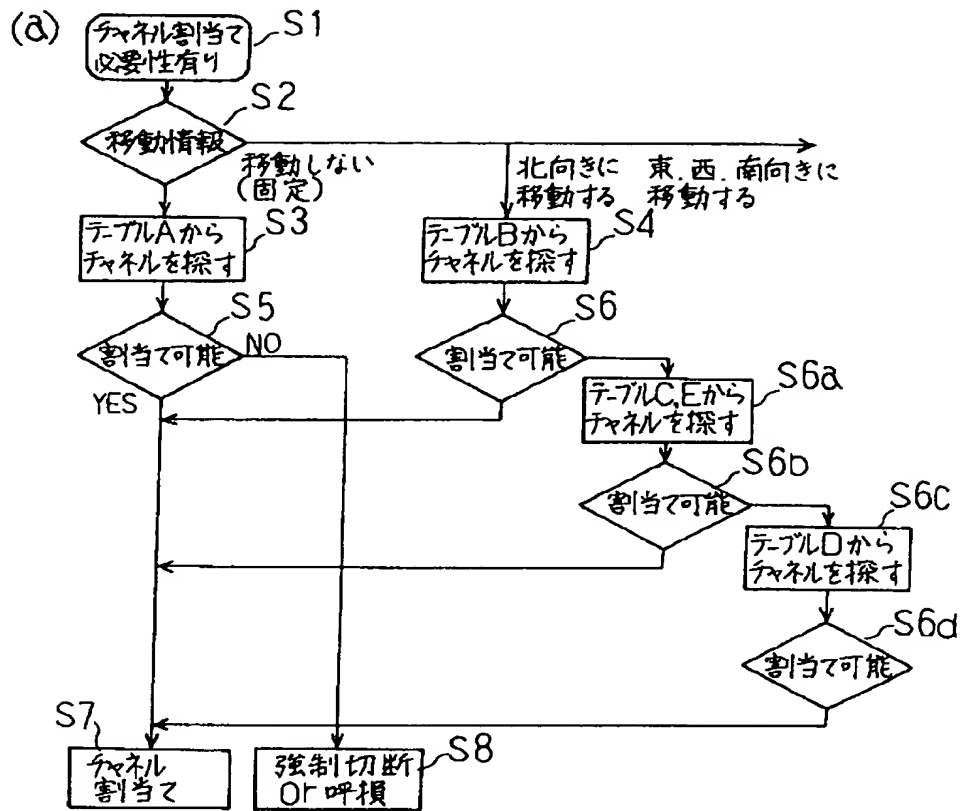 (a)
チャネル割当て
必要性有り
S1
S2
移動情報
移動しない
(固定)
北向きに
移動する
東、西、南向きに
移動する
S3
テーブルAから
チャネルを探す
S4
テーブルBから
チャネルを探す
S5
割当て可能
NO
YES
S6
割当て可能
S6a
テーブルC,Eから
チャネルを探す
S6b
割当て可能
S6c
テーブルDから
チャネルを探す
S6d
割当て可能
S7
チャネル
割当て
S8
強制切断
or 呼損